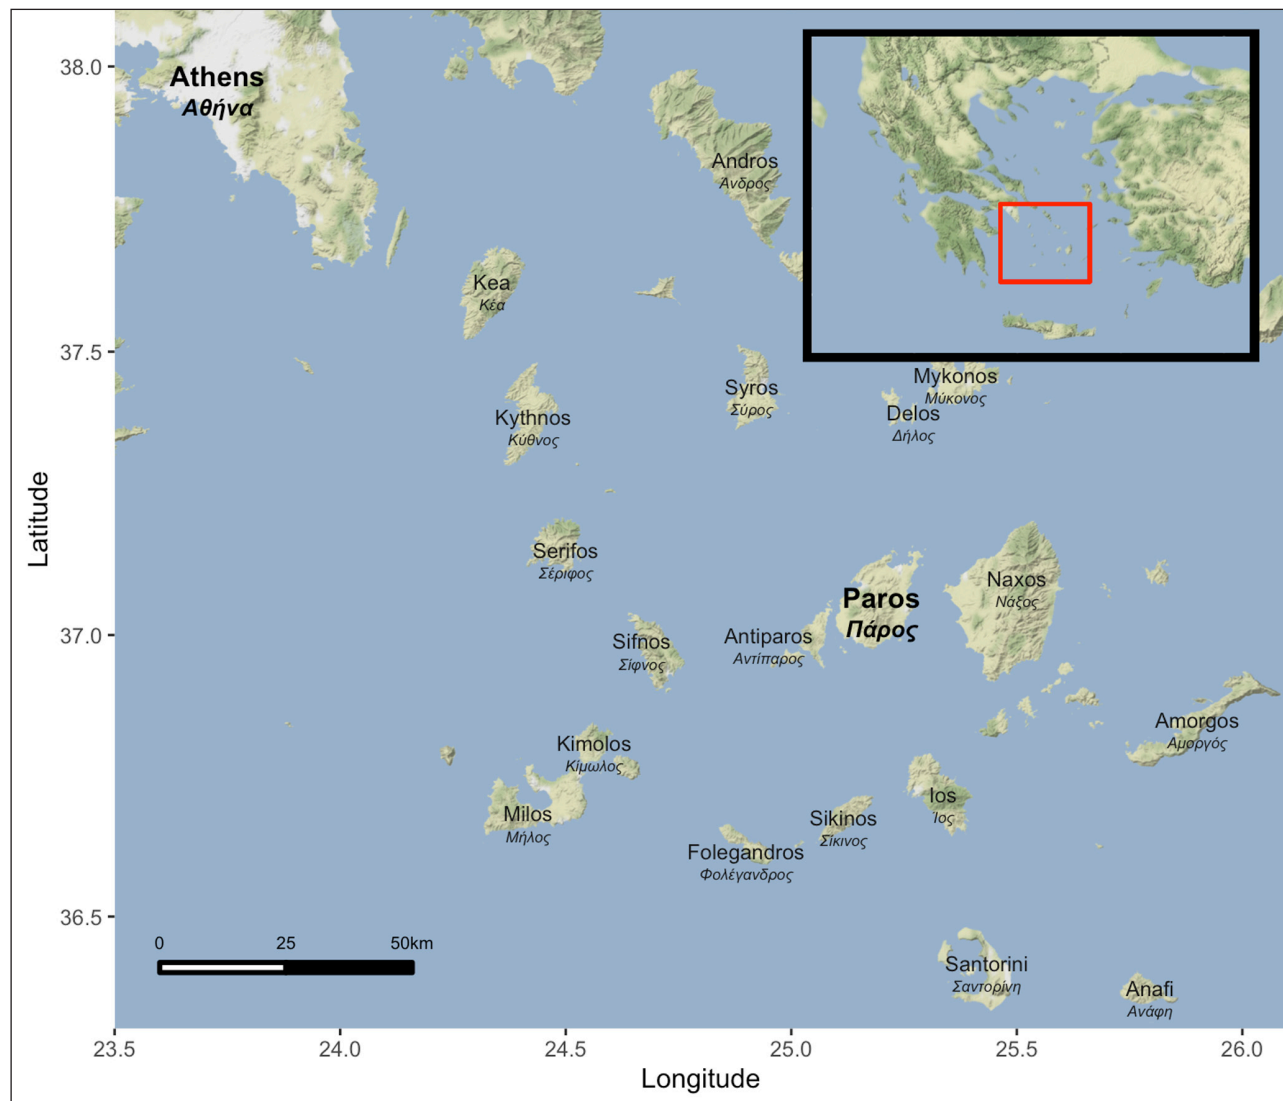 38.0
Athens
Αθήνα
Andros
Άνδρος
Kea
Κέα
37.5
Mykonos
Μύκονος
Syros
Σύρος
Delos
Δήλος
Kythnos
Κύθνος
Latitude
Serifos
Σέριφος
Naxos
Νάξος
Paros
Πάρος
37.0
Antiparos
Αντίπαρος
Sifnos
Σίφνος
Amorgos
Αμοργός
Kimolos
Κίμωλος
Ios
Ίος
Milos
Μήλος
Sikinos
Σίκινος
Folegandros
Φολέγανδρος
36.5
0 25 50km
Santorini
Σαντορίνη
Anafi
Ανάφη
23.5 24.0 24.5 25.0 25.5 26.0
Longitude